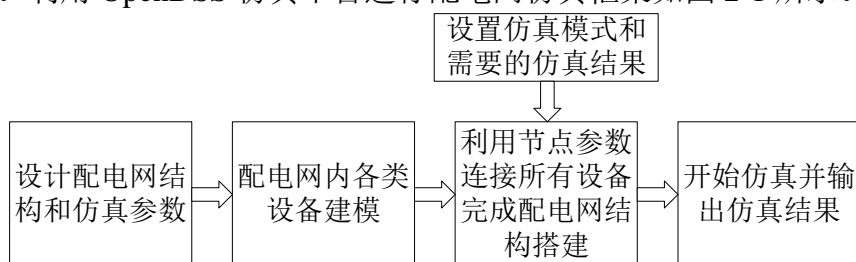 设置仿真模式和
需要的仿真结果
设计配电网结
构和仿真参数
配电网内各类
设备建模
利用节点参数
连接所有设备
完成配电网结
构搭建
开始仿真并输
出仿真结果